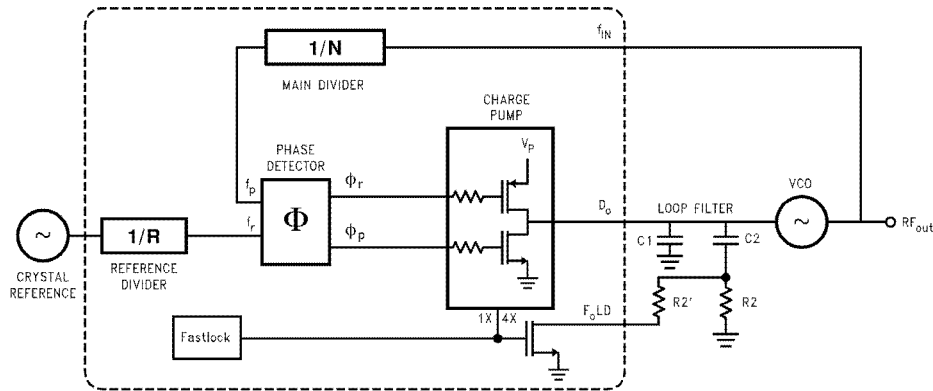 f_IN
1/N
MAIN DIVIDER
CHARGE
PUMP
V_P
PHASE
DETECTOR
f_p
f_r
Φ
ϕ_r
ϕ_p
D_o
LOOP FILTER
VCO
C1
C2
RF_out
~
~
1/R
CRYSTAL
REFERENCE
REFERENCE
DIVIDER
R2'
R2
1X 4X
F_oLD
Fastlock